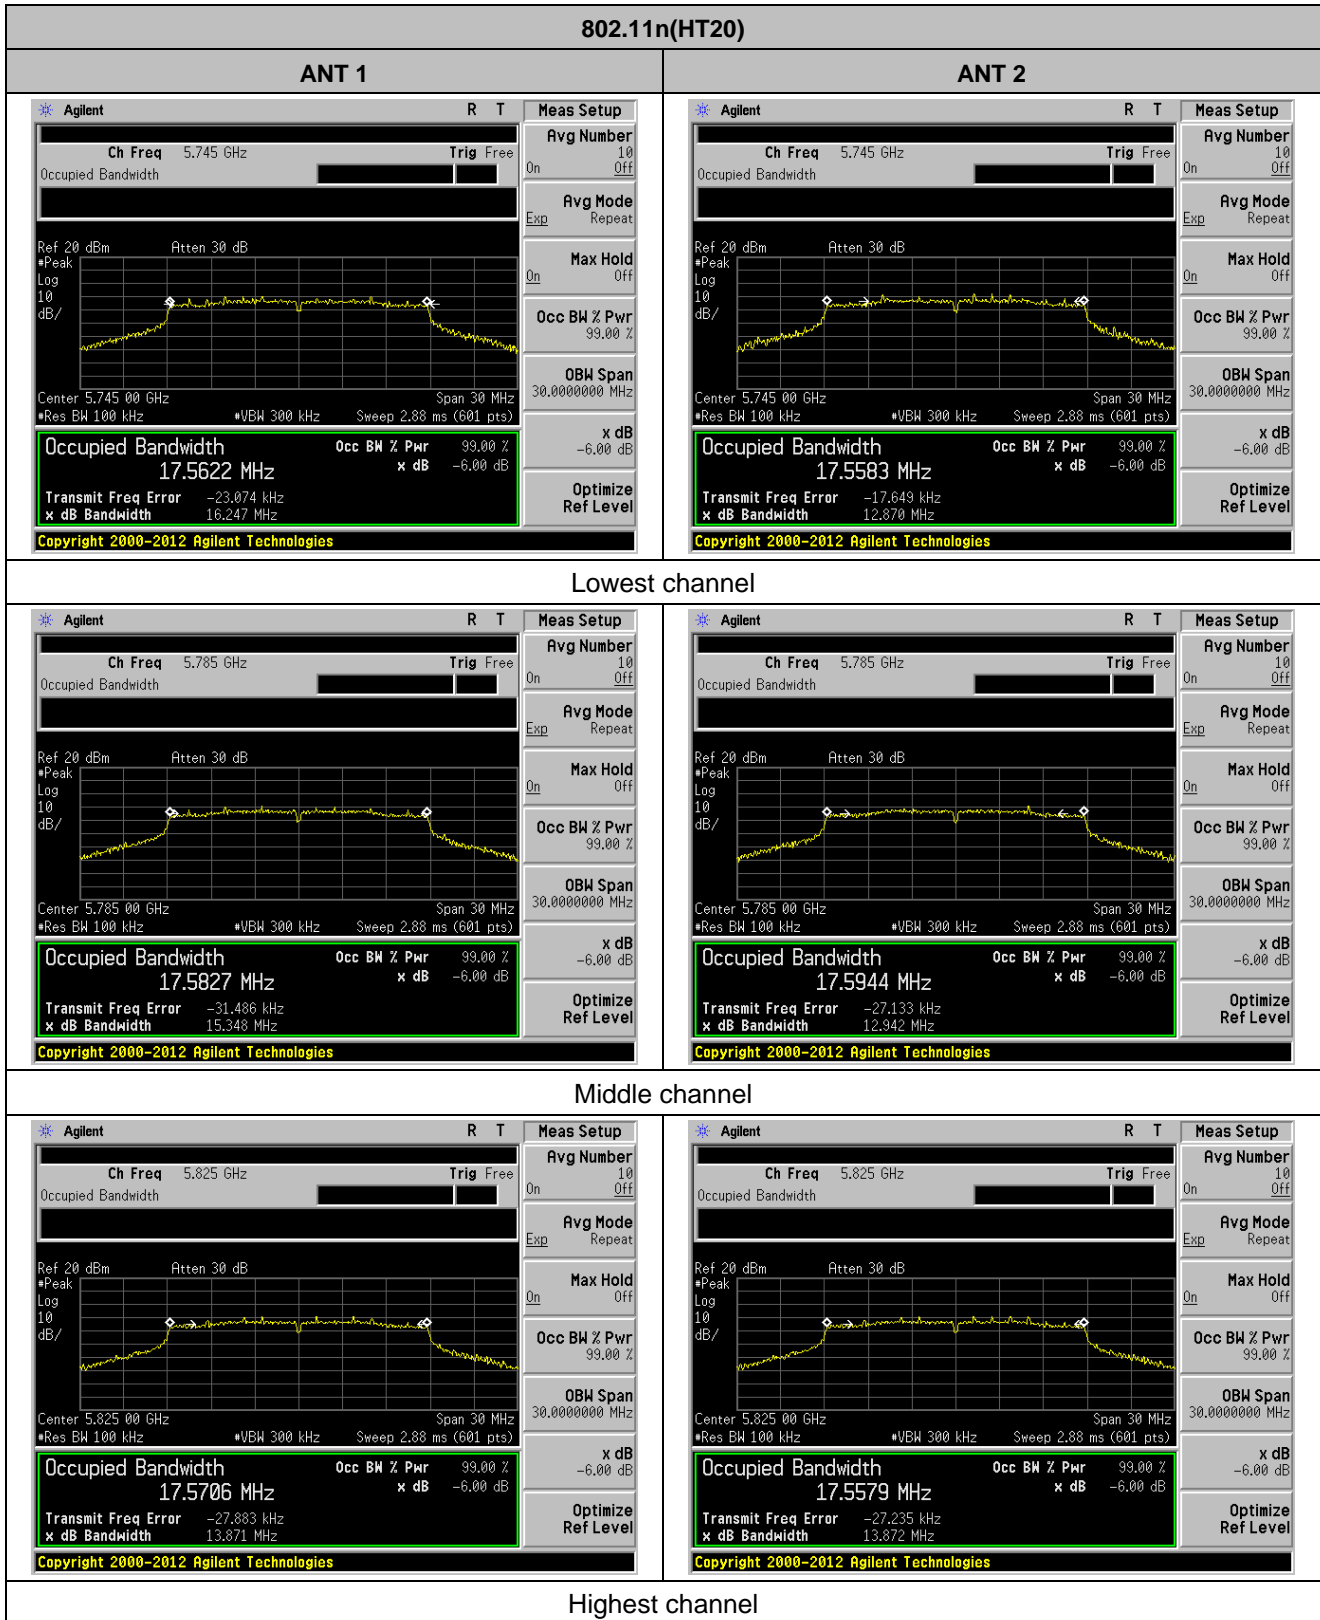 802.11n(HT20)
ANT 1
ANT 2
Agilent R T Meas Setup
Ch Freq 5.745 GHz Trig Free
Occupied Bandwidth
Avg Number
10
On Off
Avg Mode
Exp Repeat
Ref 20 dBm Atten 30 dB
#Peak
Log
10
dB/
Max Hold
On Off
Occ BW % Pwr
99.00 %
OBW Span
30.0000000 MHz
Center 5.745 00 GHz Span 30 MHz
#Res BW 100 kHz #VBW 300 kHz Sweep 2.88 ms (601 pts)
x dB
-6.00 dB
Occupied Bandwidth Occ BW % Pwr 99.00 %
17.5622 MHz x dB -6.00 dB
Transmit Freq Error -23.074 kHz
x dB Bandwidth 16.247 MHz
Optimize
Ref Level
Copyright 2000-2012 Agilent Technologies
Agilent R T Meas Setup
Ch Freq 5.745 GHz Trig Free
Occupied Bandwidth
Avg Number
10
On Off
Avg Mode
Exp Repeat
Ref 20 dBm Atten 30 dB
#Peak
Log
10
dB/
Max Hold
On Off
Occ BW % Pwr
99.00 %
OBW Span
30.0000000 MHz
Center 5.745 00 GHz Span 30 MHz
#Res BW 100 kHz #VBW 300 kHz Sweep 2.88 ms (601 pts)
x dB
-6.00 dB
Occupied Bandwidth Occ BW % Pwr 99.00 %
17.5583 MHz x dB -6.00 dB
Transmit Freq Error -17.649 kHz
x dB Bandwidth 12.870 MHz
Optimize
Ref Level
Copyright 2000-2012 Agilent Technologies
Lowest channel
Agilent R T Meas Setup
Ch Freq 5.785 GHz Trig Free
Occupied Bandwidth
Avg Number
10
On Off
Avg Mode
Exp Repeat
Ref 20 dBm Atten 30 dB
#Peak
Log
10
dB/
Max Hold
On Off
Occ BW % Pwr
99.00 %
OBW Span
30.0000000 MHz
Center 5.785 00 GHz Span 30 MHz
#Res BW 100 kHz #VBW 300 kHz Sweep 2.88 ms (601 pts)
x dB
-6.00 dB
Occupied Bandwidth Occ BW % Pwr 99.00 %
17.5827 MHz x dB -6.00 dB
Transmit Freq Error -31.486 kHz
x dB Bandwidth 15.348 MHz
Optimize
Ref Level
Copyright 2000-2012 Agilent Technologies
Agilent R T Meas Setup
Ch Freq 5.785 GHz Trig Free
Occupied Bandwidth
Avg Number
10
On Off
Avg Mode
Exp Repeat
Ref 20 dBm Atten 30 dB
#Peak
Log
10
dB/
Max Hold
On Off
Occ BW % Pwr
99.00 %
OBW Span
30.0000000 MHz
Center 5.785 00 GHz Span 30 MHz
#Res BW 100 kHz #VBW 300 kHz Sweep 2.88 ms (601 pts)
x dB
-6.00 dB
Occupied Bandwidth Occ BW % Pwr 99.00 %
17.5944 MHz x dB -6.00 dB
Transmit Freq Error -27.133 kHz
x dB Bandwidth 12.942 MHz
Optimize
Ref Level
Copyright 2000-2012 Agilent Technologies
Middle channel
Agilent R T Meas Setup
Ch Freq 5.825 GHz Trig Free
Occupied Bandwidth
Avg Number
10
On Off
Avg Mode
Exp Repeat
Ref 20 dBm Atten 30 dB
#Peak
Log
10
dB/
Max Hold
On Off
Occ BW % Pwr
99.00 %
OBW Span
30.0000000 MHz
Center 5.825 00 GHz Span 30 MHz
#Res BW 100 kHz #VBW 300 kHz Sweep 2.88 ms (601 pts)
x dB
-6.00 dB
Occupied Bandwidth Occ BW % Pwr 99.00 %
17.5706 MHz x dB -6.00 dB
Transmit Freq Error -27.883 kHz
x dB Bandwidth 13.871 MHz
Optimize
Ref Level
Copyright 2000-2012 Agilent Technologies
Agilent R T Meas Setup
Ch Freq 5.825 GHz Trig Free
Occupied Bandwidth
Avg Number
10
On Off
Avg Mode
Exp Repeat
Ref 20 dBm Atten 30 dB
#Peak
Log
10
dB/
Max Hold
On Off
Occ BW % Pwr
99.00 %
OBW Span
30.0000000 MHz
Center 5.825 00 GHz Span 30 MHz
#Res BW 100 kHz #VBW 300 kHz Sweep 2.88 ms (601 pts)
x dB
-6.00 dB
Occupied Bandwidth Occ BW % Pwr 99.00 %
17.5579 MHz x dB -6.00 dB
Transmit Freq Error -27.235 kHz
x dB Bandwidth 13.872 MHz
Optimize
Ref Level
Copyright 2000-2012 Agilent Technologies
Highest channel